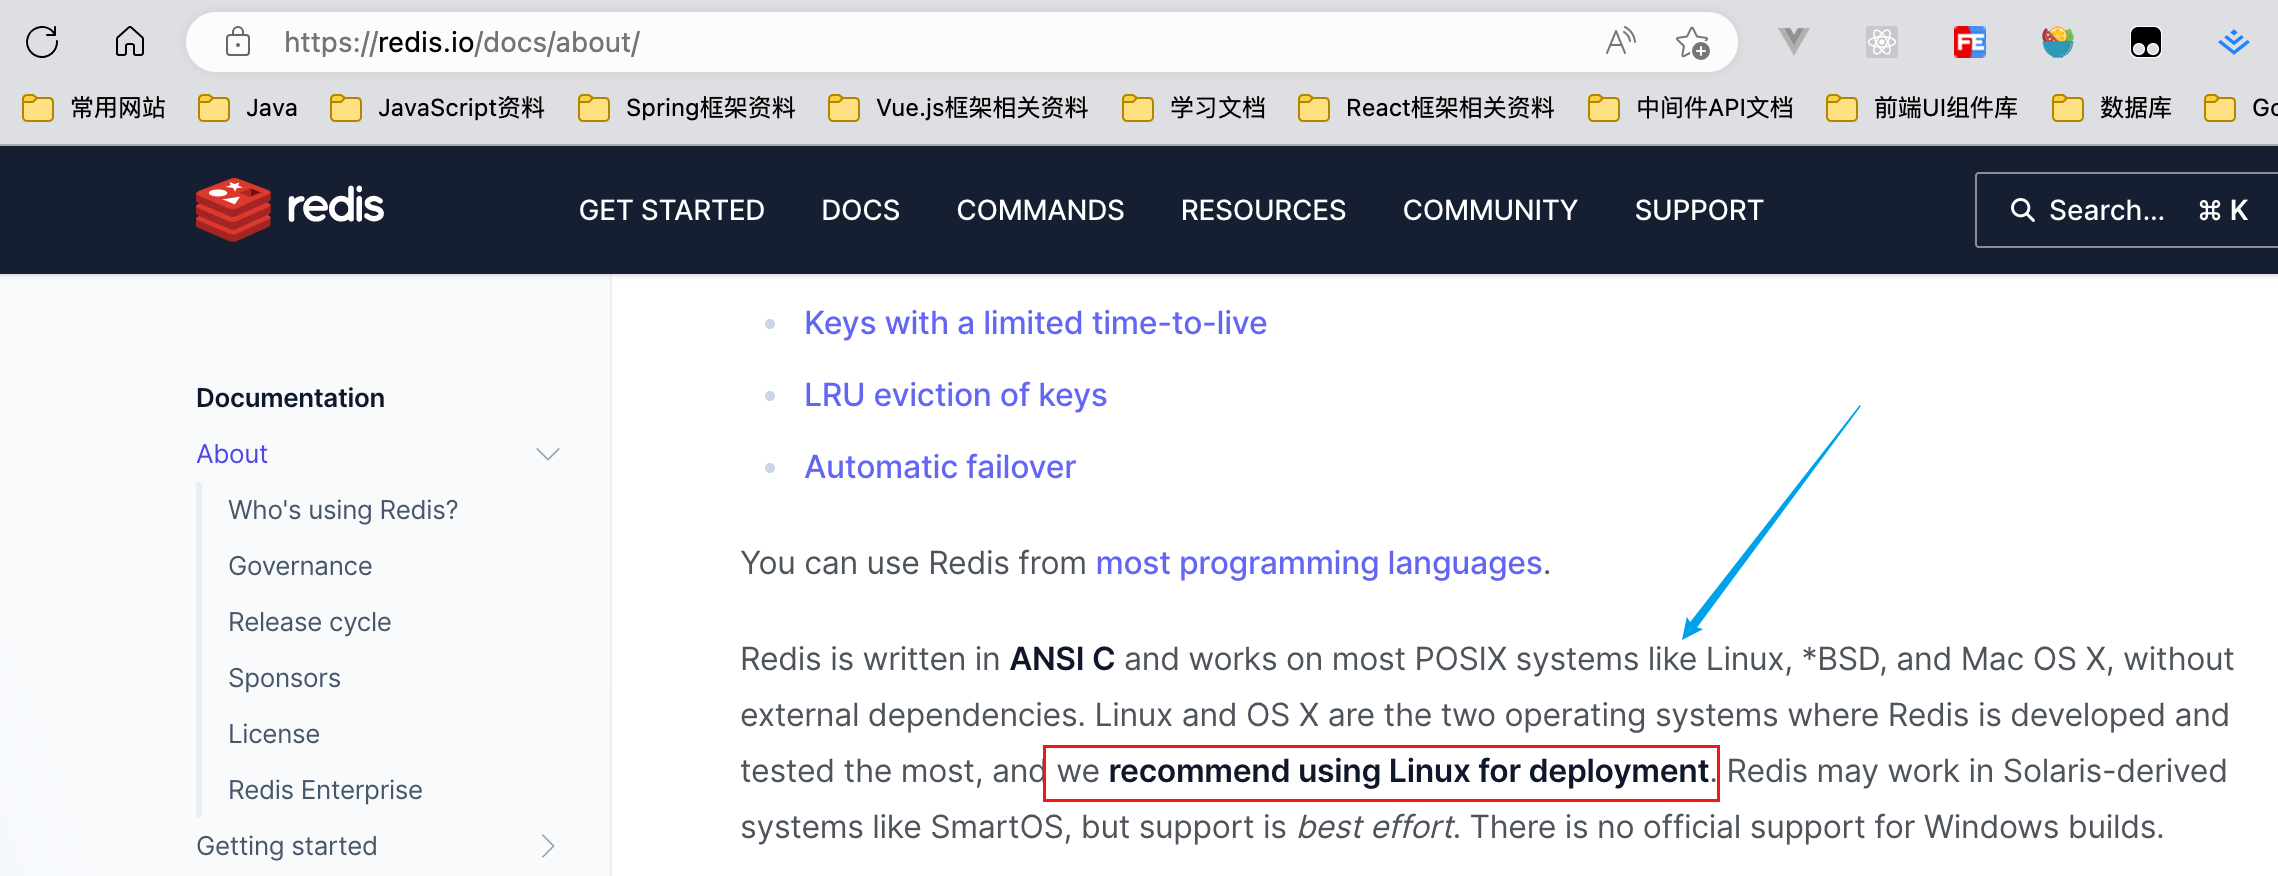 https://redis.io/docs/about/
常用网站 Java JavaScript资料 Spring框架资料 Vue.js框架相关资料 学习文档 React框架相关资料 中间件API文档 前端UI组件库 数据库
redis GET STARTED DOCS COMMANDS RESOURCES COMMUNITY SUPPORT Search... ⌘ K
Documentation
About
Who's using Redis?
Governance
Release cycle
Sponsors
License
Redis Enterprise
Getting started
Keys with a limited time-to-live
LRU eviction of keys
Automatic failover
You can use Redis from most programming languages.
Redis is written in ANSI C and works on most POSIX systems like Linux, *BSD, and Mac OS X, without
external dependencies. Linux and OS X are the two operating systems where Redis is developed and
tested the most, and we recommend using Linux for deployment. Redis may work in Solaris-derived
systems like SmartOS, but support is best effort. There is no official support for Windows builds.